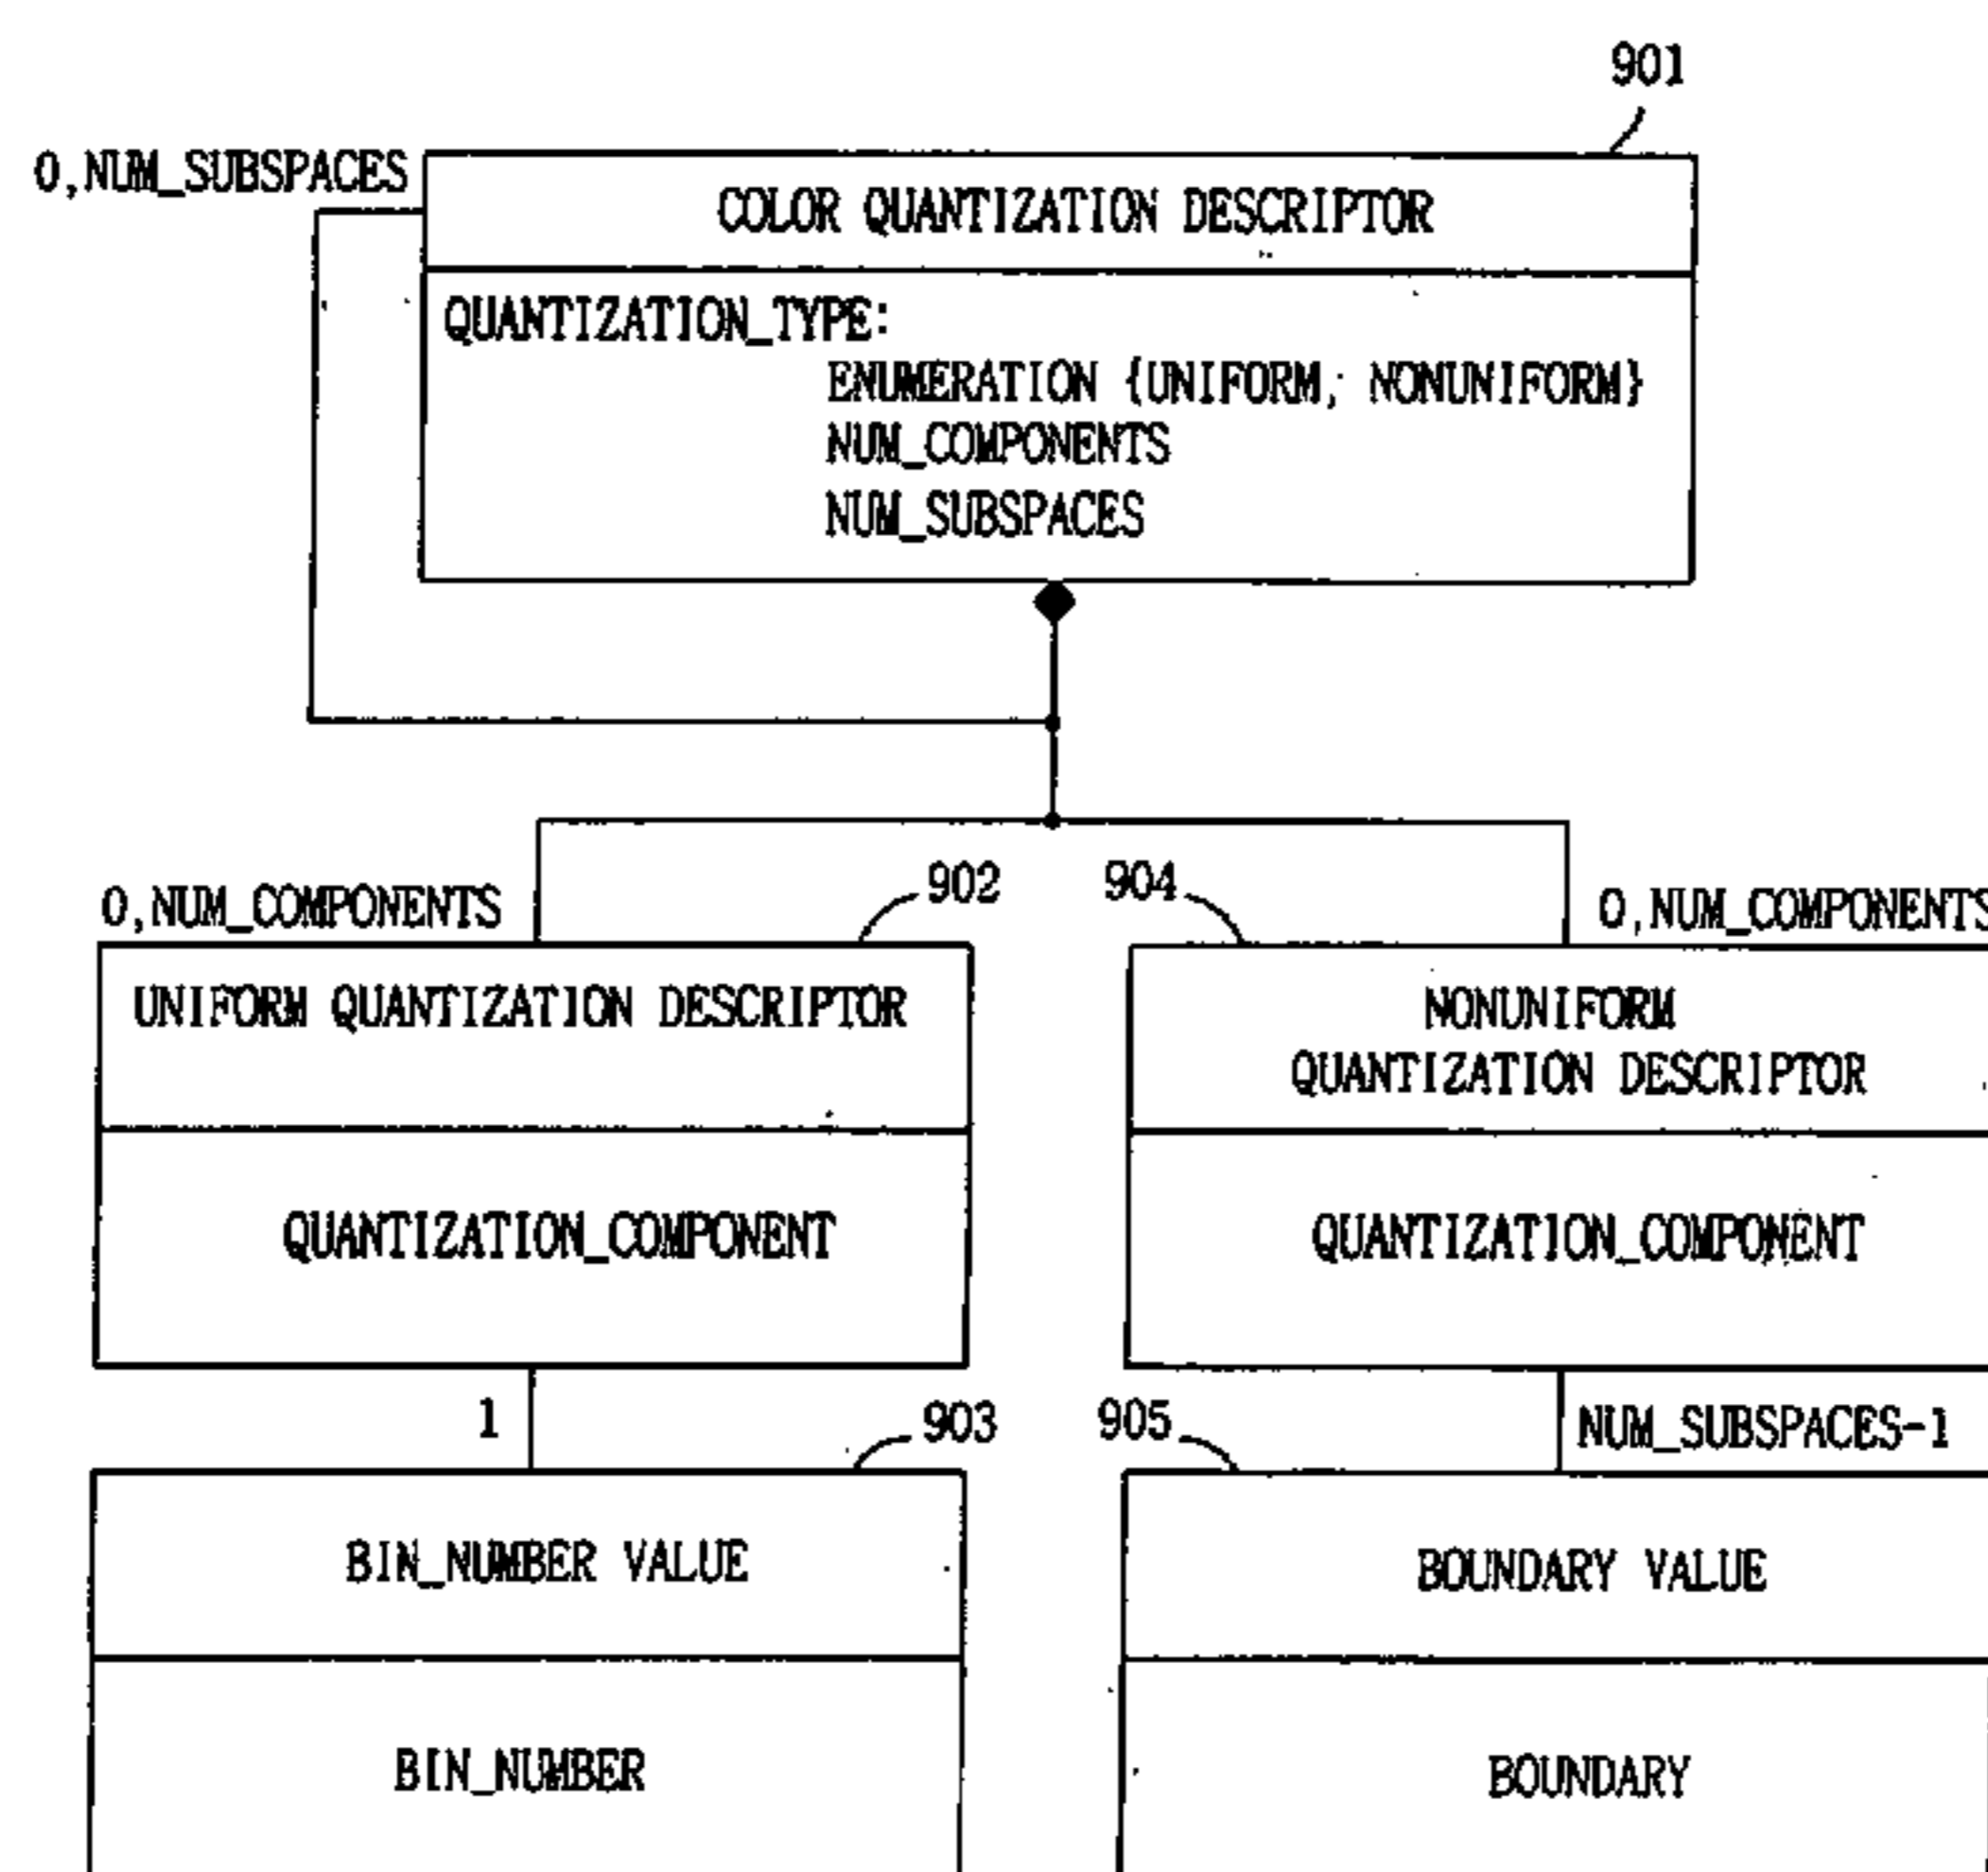 901
0,NUM_SUBSPACES
COLOR QUANTIZATION DESCRIPTOR
QUANTIZATION_TYPE:
ENUMERATION {UNIFORM; NONUNIFORM}
NUM_COMPONENTS
NUM_SUBSPACES
0,NUM_COMPONENTS
902
904
0,NUM_COMPONENTS
UNIFORM QUANTIZATION DESCRIPTOR
NONUNIFORM
QUANTIZATION DESCRIPTOR
QUANTIZATION_COMPONENT
QUANTIZATION_COMPONENT
1
903
905
NUM_SUBSPACES-1
BIN_NUMBER VALUE
BOUNDARY VALUE
BIN_NUMBER
BOUNDARY